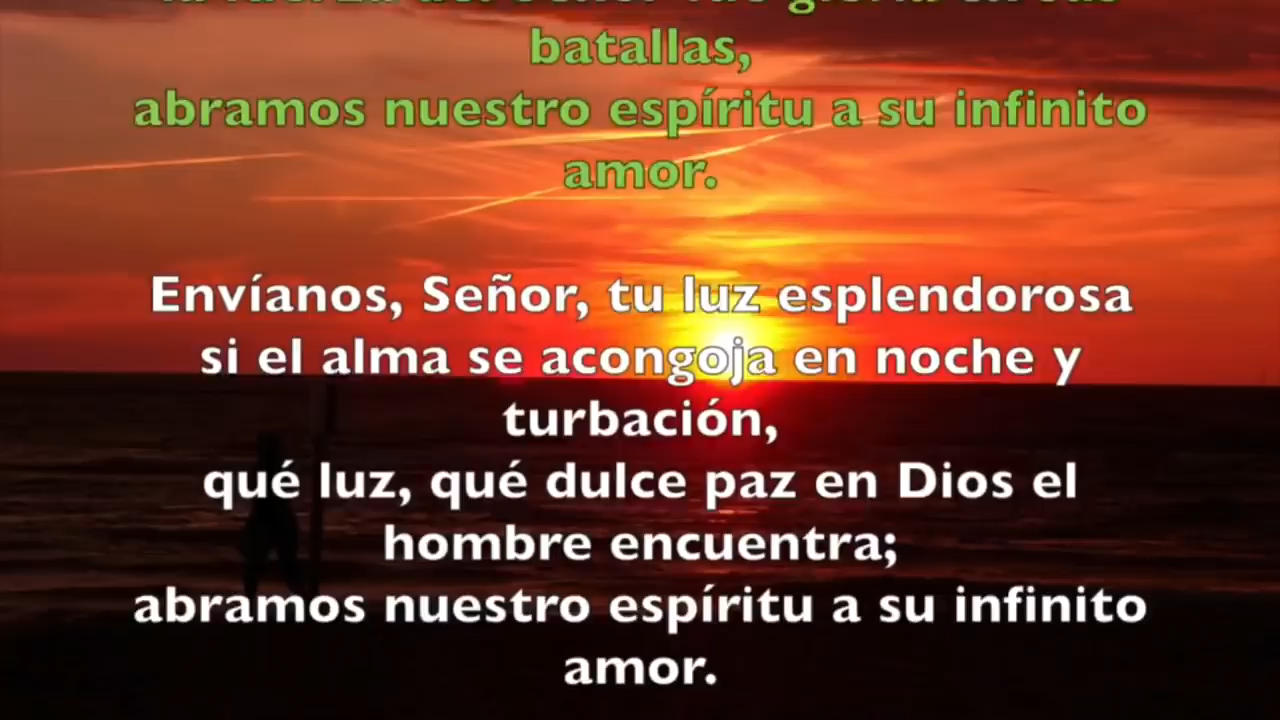 batallas,
abramos nuestro espíritu a su infinito
amor.
Envíanos, Señor, tu luz esplendorosa
si el alma se acongoja en noche y
turbación,
qué luz, qué dulce paz en Dios el
hombre encuentra;
abramos nuestro espíritu a su infinito
amor.